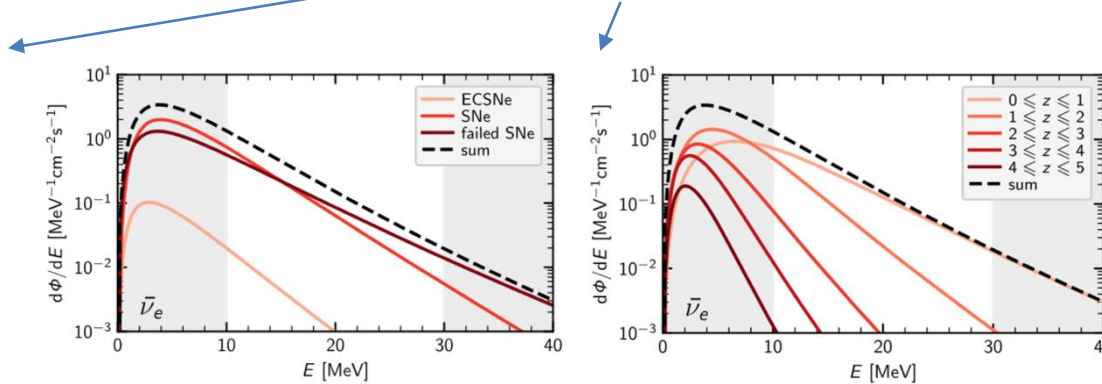 10¹
10⁰
10⁻¹
10⁻²
10⁻³
dΦ/dE [MeV⁻¹cm⁻²s⁻¹]
ECSNe
SNe
failed SNe
sum
ν̄ₑ
0 10 20 30 40
E [MeV]
10¹
10⁰
10⁻¹
10⁻²
10⁻³
dΦ/dE [MeV⁻¹cm⁻²s⁻¹]
0 ⩽ z ⩽ 1
1 ⩽ z ⩽ 2
2 ⩽ z ⩽ 3
3 ⩽ z ⩽ 4
4 ⩽ z ⩽ 5
sum
ν̄ₑ
0 10 20 30
E [MeV]